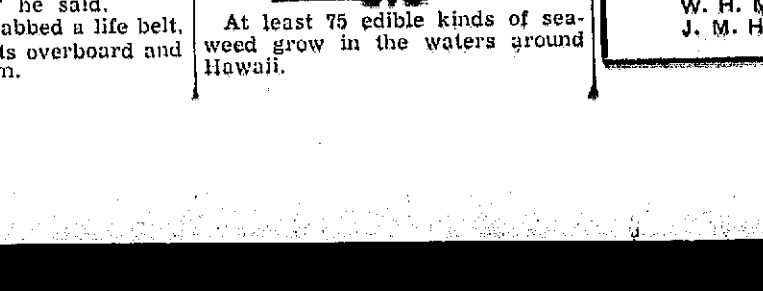 he said.
abbed a life belt,
ts overboard and
n.
At least 75 edible kinds of sea-
weed grow in the waters around
Hawaii.
W. H.
J. M. H